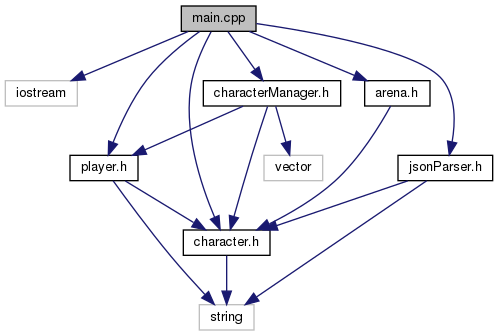 main.cpp
iostream
characterManager.h
arena.h
player.h
vector
jsonParser.h
character.h
string